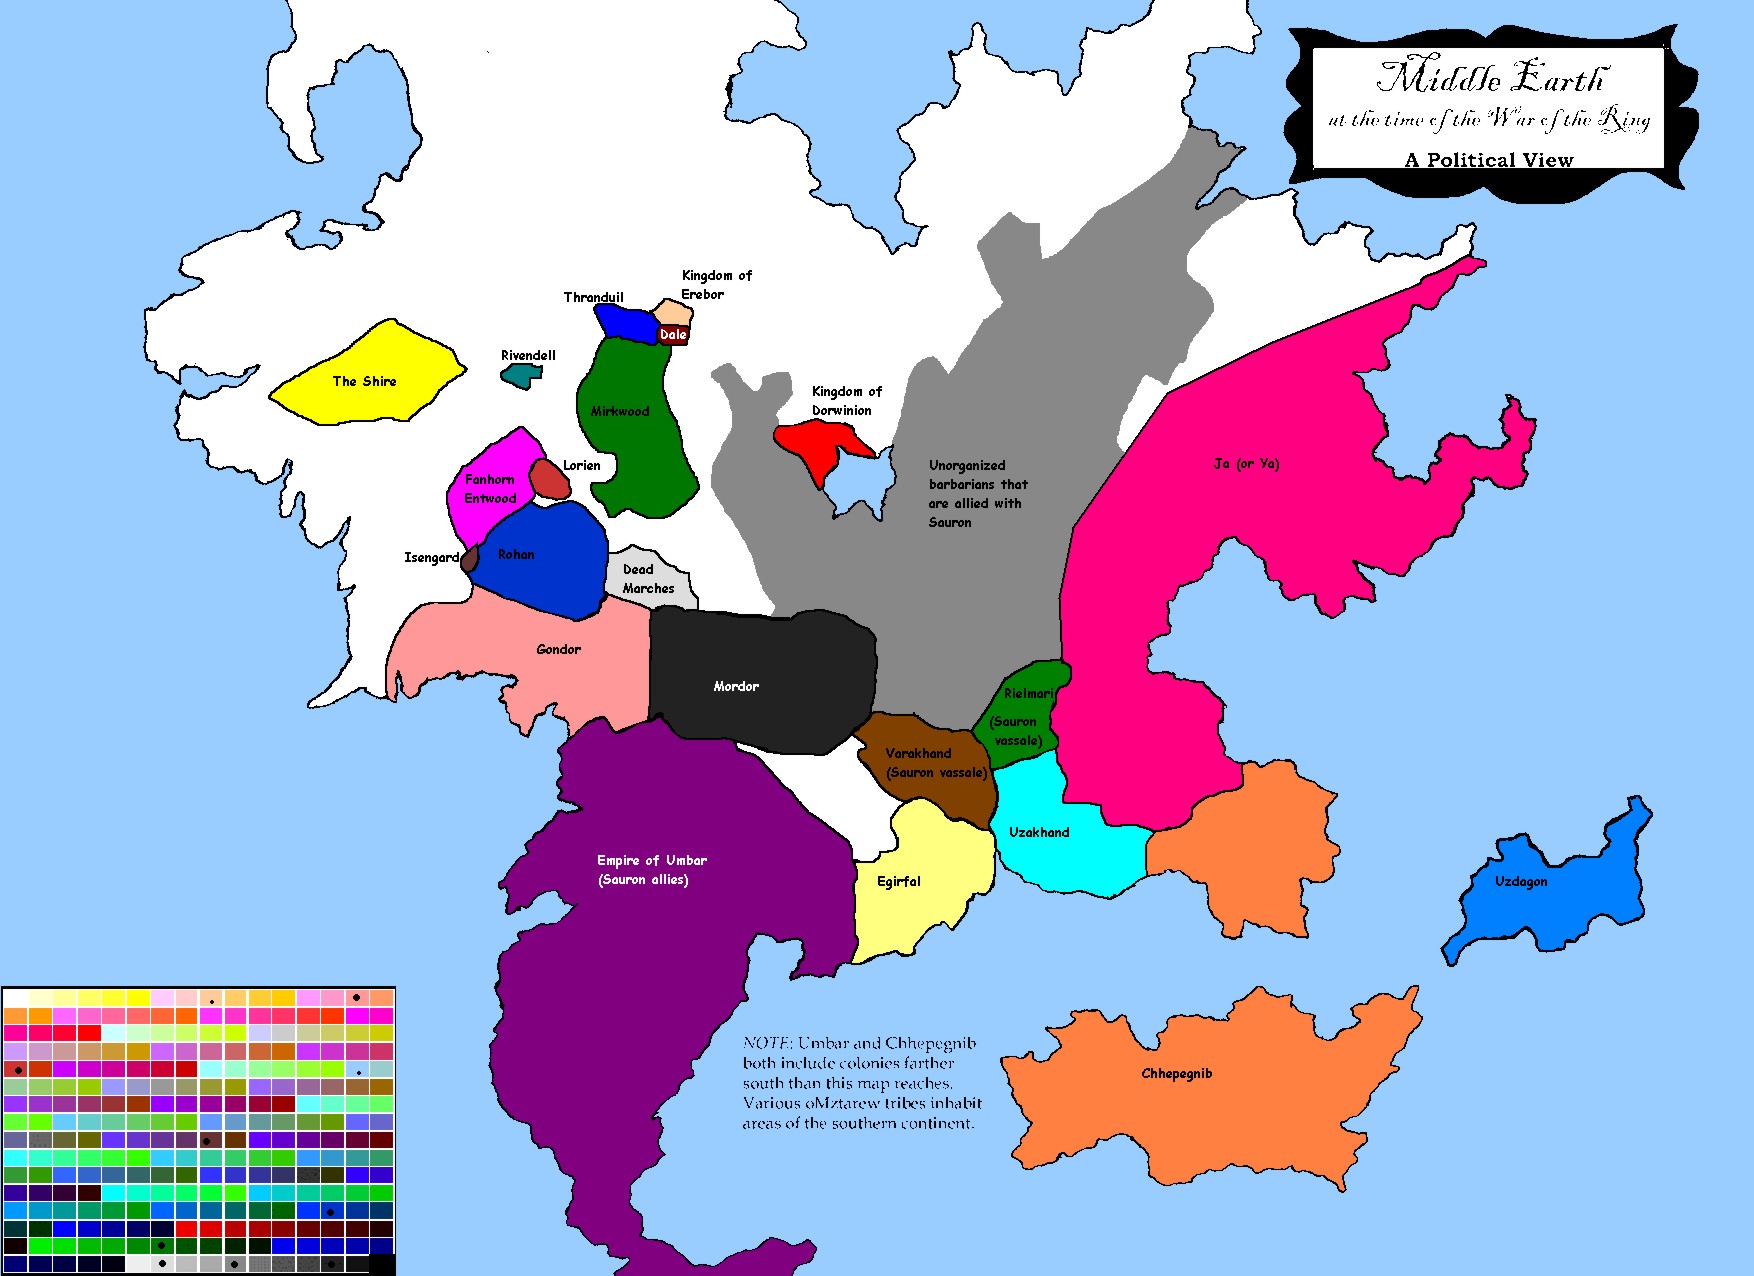 Middle Earth
at the time of the War of the Ring
A Political View
Kingdom of
Erebor
Thranduil
Dale
Rivendell
The Shire
Mirkwood
Kingdom of
Dorwinion
Lorien
Fanhorn
Entwood
Unorganized
barbarians that
are allied with
Sauron
Ja (or Ya)
Isengard
Rohan
Dead
Marches
Gondor
Mordor
Rielmari
(Sauron
vassale)
Varakhand
(Sauron vassale)
Uzakhand
Empire of Umbar
(Sauron allies)
Egirfal
Uzdagon
NOTE: Umbar and Chhepegnib
both include colonies farther
south than this map reaches.
Various oMztarew tribes inhabit
areas of the southern continent.
Chhepegnib